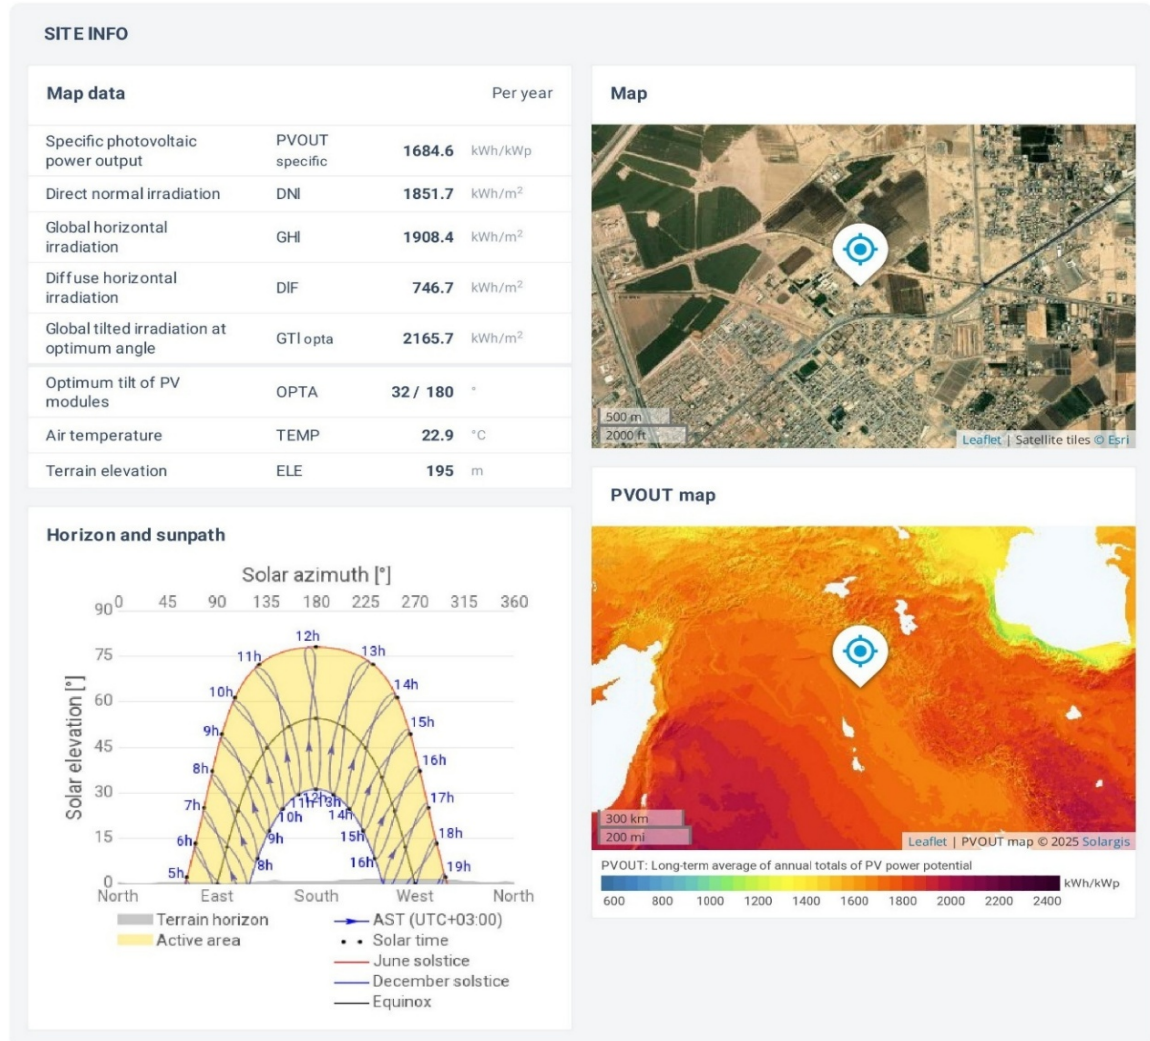 SITE INFO
Map data Per year
Specific photovoltaic
power output PVOUT
specific 1684.6 kWh/kWp
Direct normal irradiation DNI 1851.7 kWh/m²
Global horizontal
irradiation GHI 1908.4 kWh/m²
Diffuse horizontal
irradiation DIF 746.7 kWh/m²
Global tilted irradiation at
optimum angle GTI opta 2165.7 kWh/m²
Optimum tilt of PV
modules OPTA 32 / 180 °
Air temperature TEMP 22.9 °C
Terrain elevation ELE 195 m
Horizon and sunpath
Solar azimuth [°]
0 45 90 135 180 225 270 315 360
Solar elevation [°]
90
75
60
45
30
15
0
12h
11h 13h
10h 14h
9h 15h
8h 16h
7h 17h
6h 18h
5h 19h
11h 12h 13h
10h 14h
9h 15h
8h 16h
North East South West North
Terrain horizon
Active area
AST (UTC+03:00)
Solar time
June solstice
December solstice
Equinox
Map
500 m
2000 ft
Leaflet | Satellite tiles © Esri
PVOUT map
300 km
200 mi
Leaflet | PVOUT map © 2025 Solargis
PVOUT: Long-term average of annual totals of PV power potential
kWh/kWp
600 800 1000 1200 1400 1600 1800 2000 2200 2400